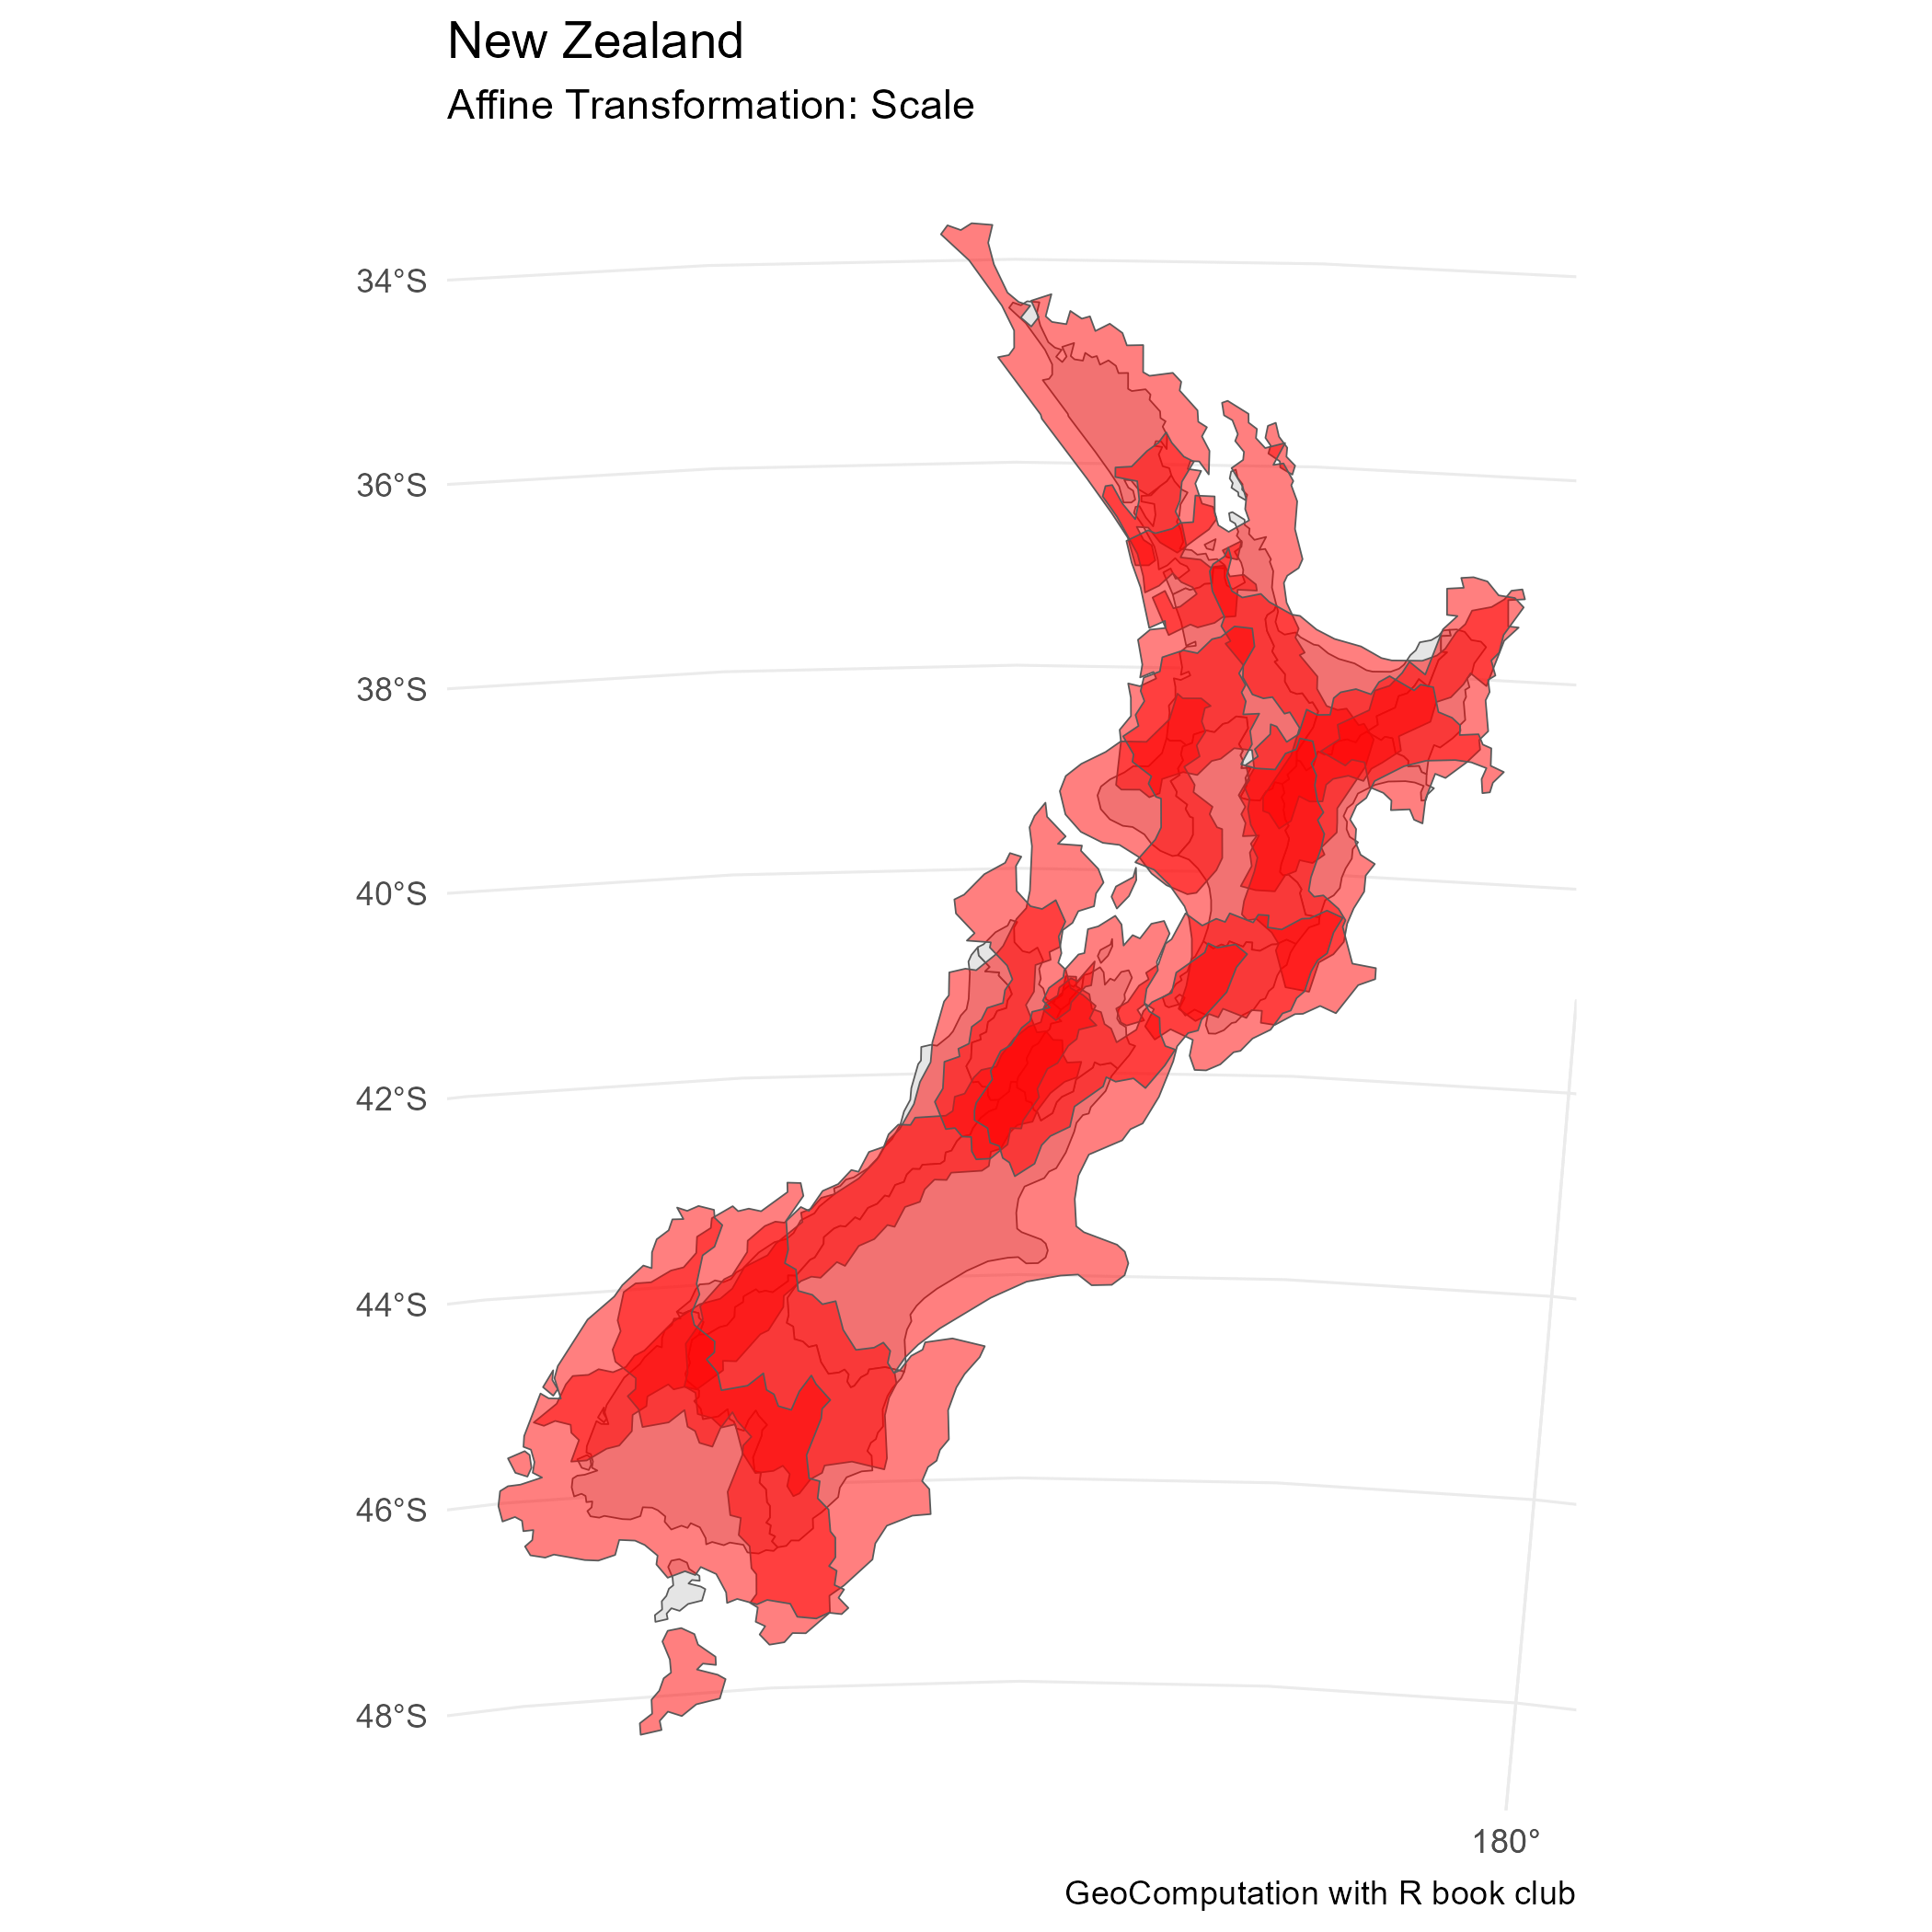 New Zealand
Affine Transformation: Scale
34°S
36°S
38°S
40°S
42°S
44°S
46°S
48°S
180°
GeoComputation with R book club